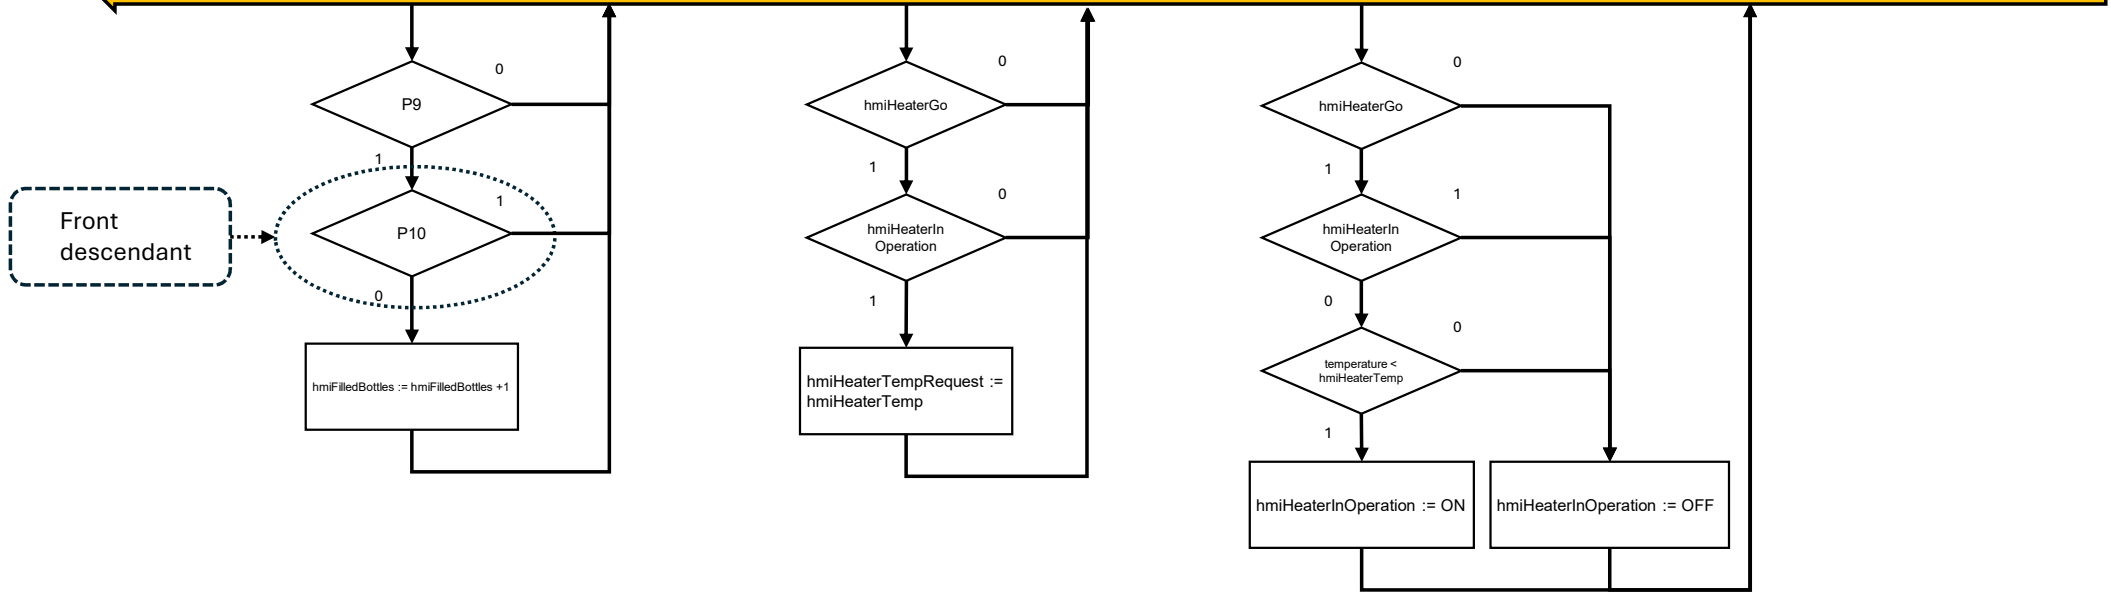 0
P9
1
Front
descendant
1
P10
0
hmiFilledBottles := hmiFilledBottles +1
0
hmiHeaterGo
1
0
hmiHeaterIn
Operation
1
hmiHeaterTempRequest :=
hmiHeaterTemp
0
hmiHeaterGo
1
1
hmiHeaterIn
Operation
0
0
temperature <
hmiHeaterTemp
1
hmiHeaterInOperation := ON
hmiHeaterInOperation := OFF